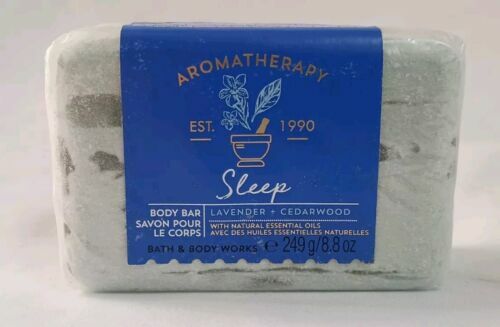 AROMATHERAPY
EST. 1990
Sleep
BODY BAR
SAVON POUR
LE CORPS
LAVENDER + CEDARWOOD
WITH NATURAL ESSENTIAL OILS
AVEC DES HUILES ESSENTIELLES NATURELLES
BATH & BODY WORKS ℮ 249 g/8.8 oz